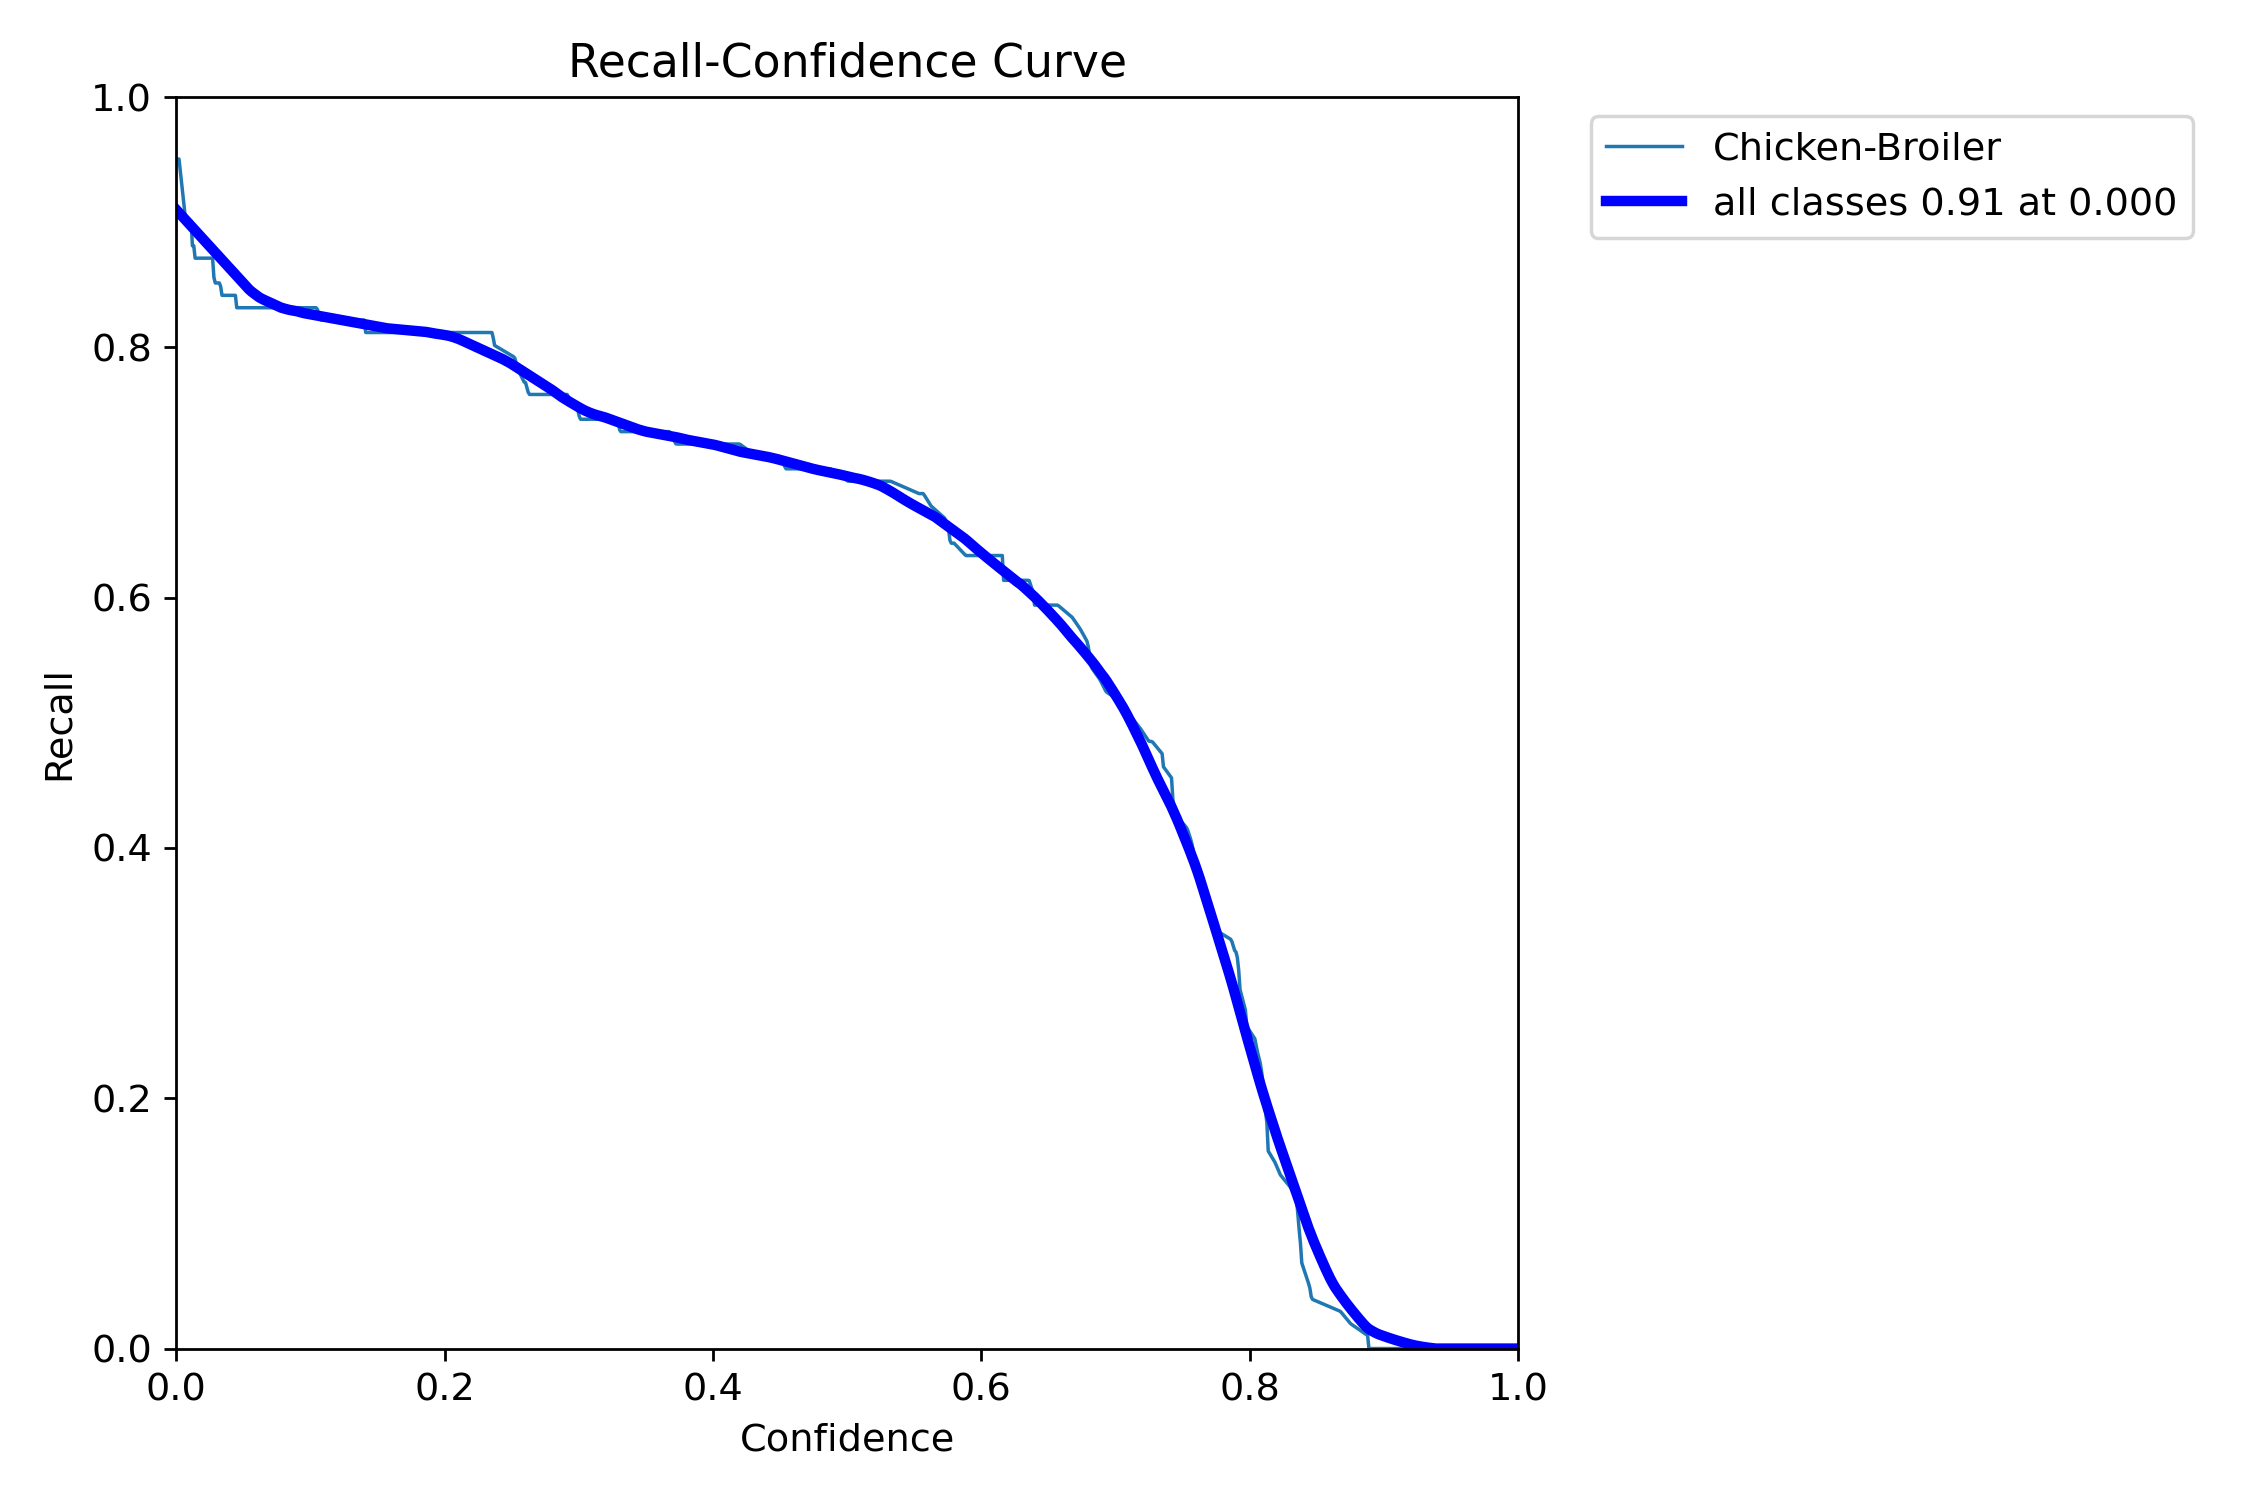 Recall-Confidence Curve
1.0
0.8
0.6
0.4
0.2
0.0
Recall
0.0 0.2 0.4 0.6 0.8 1.0
Confidence
Chicken-Broiler
all classes 0.91 at 0.000